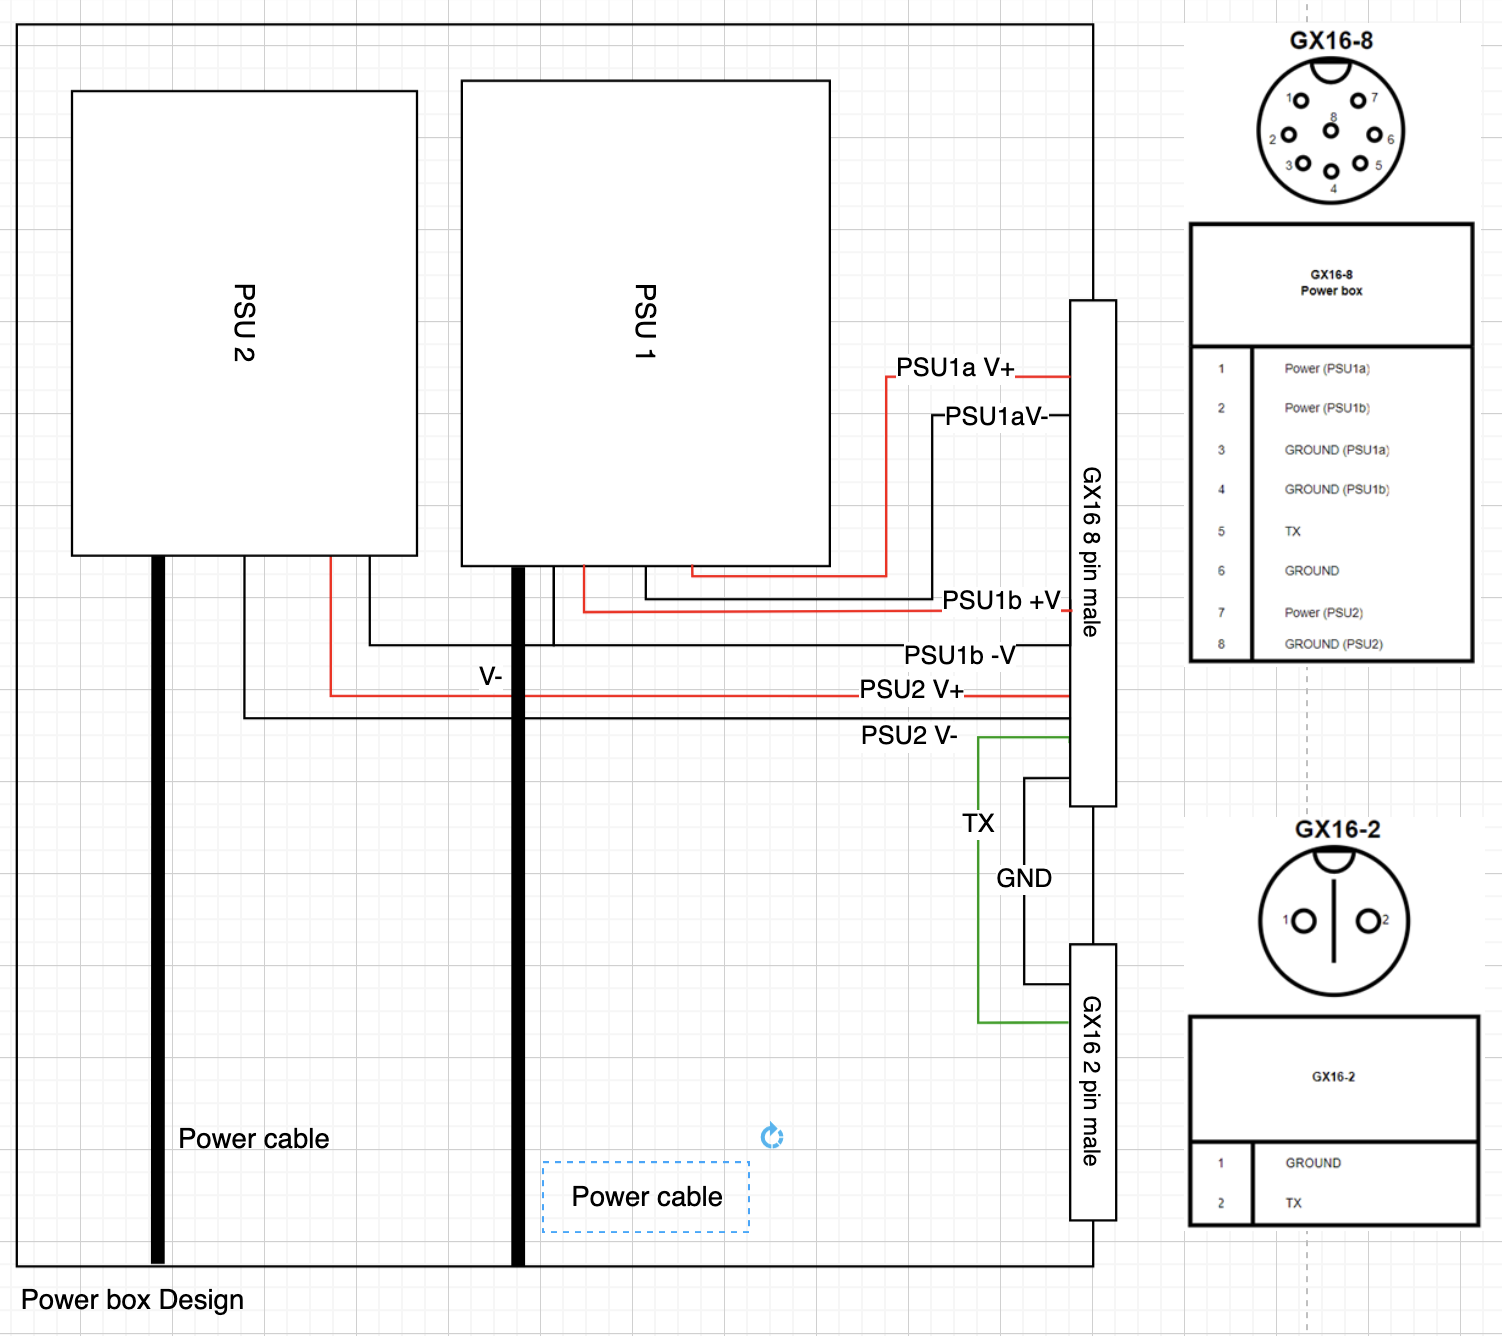 GX16-8
1
7
8
2
6
3
5
4
GX16-8
Power box
1 Power (PSU1a)
2 Power (PSU1b)
3 GROUND (PSU1a)
4 GROUND (PSU1b)
5 TX
6 GROUND
7 Power (PSU2)
8 GROUND (PSU2)
PSU 2
PSU 1
PSU1a V+
PSU1aV-
GX16 8 pin male
PSU1b +V
PSU1b -V
V-
PSU2 V+
PSU2 V-
TX
GND
GX16 2 pin male
GX16-2
1
2
GX16-2
1 GROUND
2 TX
Power cable
Power cable
Power box Design